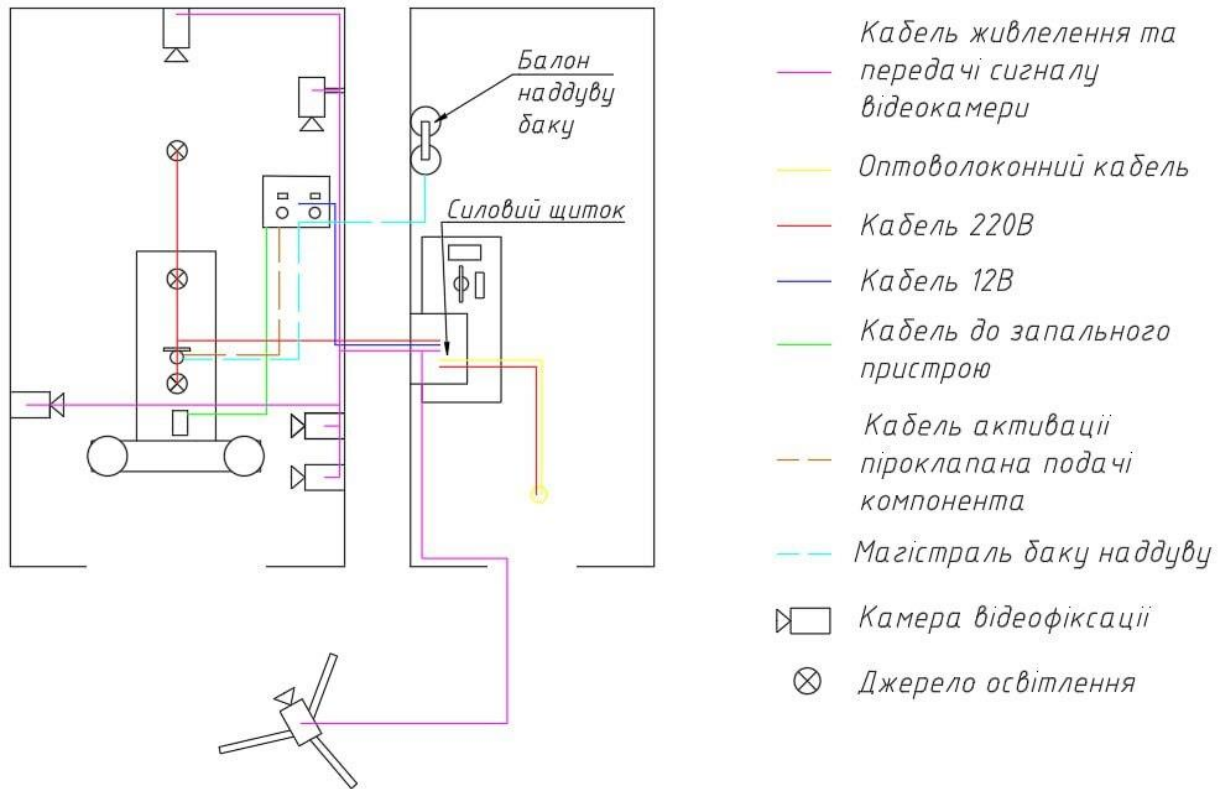 Балон
наддуву
баку
Силовий щиток
Кабель живлелення та
передачі сигналу
відеокамери
Оптоволоконний кабель
Кабель 220В
Кабель 12В
Кабель до запального
пристрою
Кабель активації
піроклапана подачі
компонента
Магістраль баку наддуву
Камера відеофіксації
Джерело освітлення